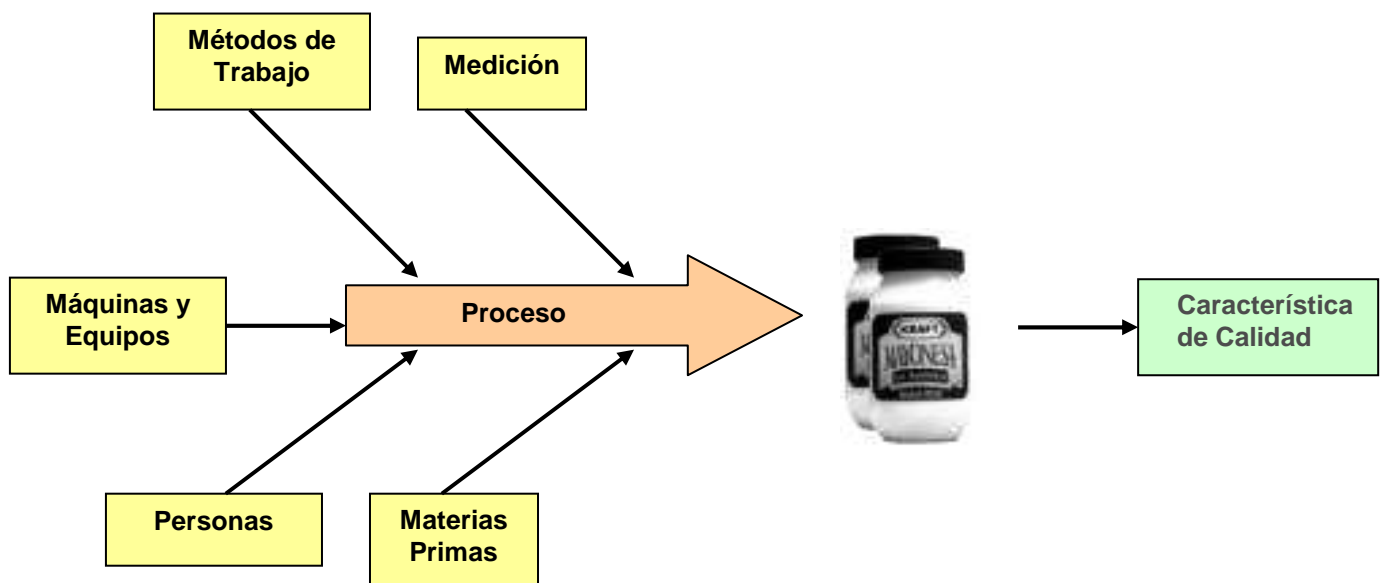 Métodos de
Trabajo
Medición
Máquinas y
Equipos
Proceso
KRAFT
MAYONESA
Característica
de Calidad
Personas
Materias
Primas